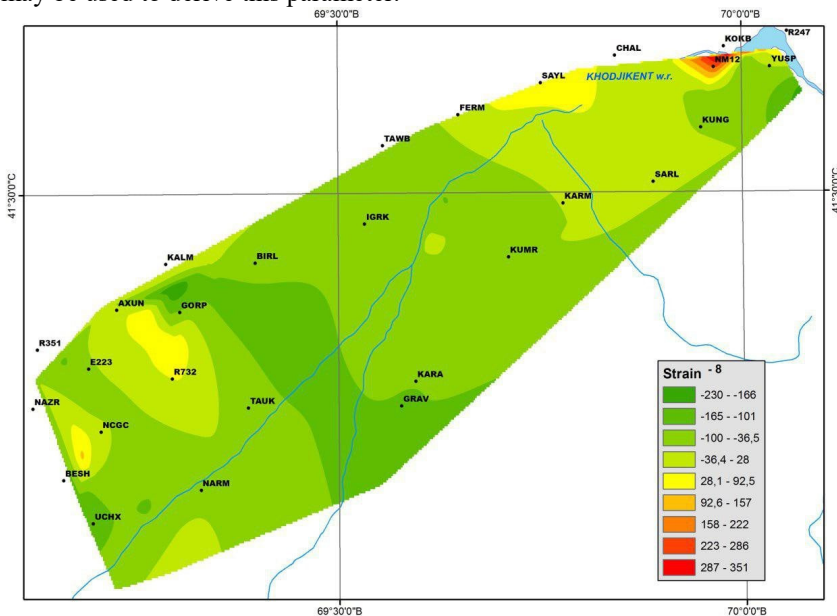 may be used to derive this parameter.
69°30'0"B
70°0'0"B
KOKB
R247
CHAL
NM12
YUSP
SAYL
KHODJIKENT w.r.
FERM
KUNG
TAWB
SARL
41°30'0"C
41°30'0"C
KARM
IGRK
KUMR
KALM
BIRL
AXUN
GORP
R351
E223
R732
KARA
Strain - 8
-230 - -166
NAZR
TAUK
GRAV
-165 - -101
NCGC
-100 - -36,5
-36,4 - 28
BESH
28,1 - 92,5
NARM
92,6 - 157
UCHX
158 - 222
223 - 286
287 - 351
69°30'0"B
70°0'0"B